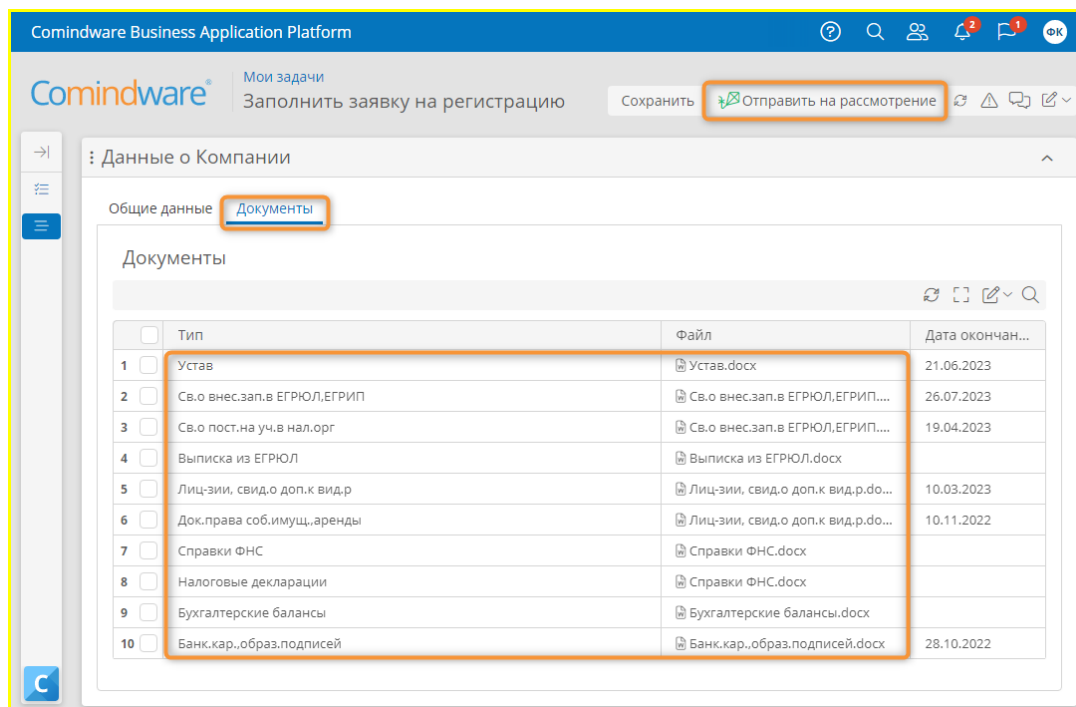 Comindware Business Application Platform
2
1
ФК
Comindware®
Мои задачи
Заполнить заявку на регистрацию
Сохранить
Отправить на рассмотрение
Данные о Компании
Общие данные
Документы
Документы
Тип Файл Дата окончан...
1 Устав Устав.docx 21.06.2023
2 Св.о внес.зап.в ЕГРЮЛ,ЕГРИП Св.о внес.зап.в ЕГРЮЛ,ЕГРИП.... 26.07.2023
3 Св.о пост.на уч.в нал.орг Св.о внес.зап.в ЕГРЮЛ,ЕГРИП.... 19.04.2023
4 Выписка из ЕГРЮЛ Выписка из ЕГРЮЛ.docx
5 Лиц-зии, свид.о доп.к вид.р Лиц-зии, свид.о доп.к вид.р.do... 10.03.2023
6 Док.права соб.имущ.,аренды Лиц-зии, свид.о доп.к вид.р.do... 10.11.2022
7 Справки ФНС Справки ФНС.docx
8 Налоговые декларации Справки ФНС.docx
9 Бухгалтерские балансы Бухгалтерские балансы.docx
10 Банк.кар.,образ.подписей Банк.кар.,образ.подписей.docx 28.10.2022
C